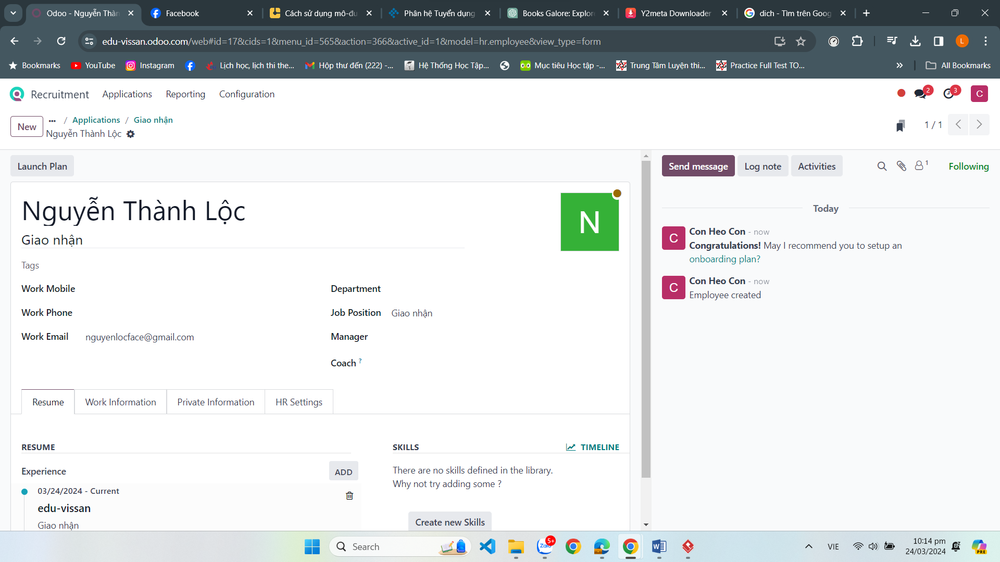 Odoo - Nguyễn Thàn
Facebook
Cách sử dụng mô-đu
Phân hệ Tuyển dụng
Books Galore: Explor
Y2meta Downloader
dich - Tìm trên Goog
edu-vissan.odoo.com/web#id=17&cids=1&menu_id=565&action=366&active_id=1&model=hr.employee&view_type=form
L
Bookmarks
YouTube
Instagram
Lịch học, lịch thi the...
Hộp thư đến (222) -...
Hệ Thống Học Tập...
Mục tiêu Học tập -...
Trung Tâm Luyện thi...
Practice Full Test TO...
All Bookmarks
Recruitment
Applications
Reporting
Configuration
2
3
C
New
... / Applications / Giao nhận
Nguyễn Thành Lộc
1 / 1
Launch Plan
Send message
Log note
Activities
1
Following
Nguyễn Thành Lộc
N
Giao nhận
Tags
Work Mobile
Work Phone
Work Email nguyenlocface@gmail.com
Department
Job Position Giao nhận
Manager
Coach ?
Resume
Work Information
Private Information
HR Settings
RESUME
Experience
ADD
03/24/2024 - Current
edu-vissan
Giao nhận
SKILLS
TIMELINE
There are no skills defined in the library.
Why not try adding some ?
Create new Skills
Today
C
Con Heo Con - now
Congratulations! May I recommend you to setup an
onboarding plan?
C
Con Heo Con - now
Employee created
Search
Zalo
5+
W
VIE
10:14 pm
24/03/2024
PRE